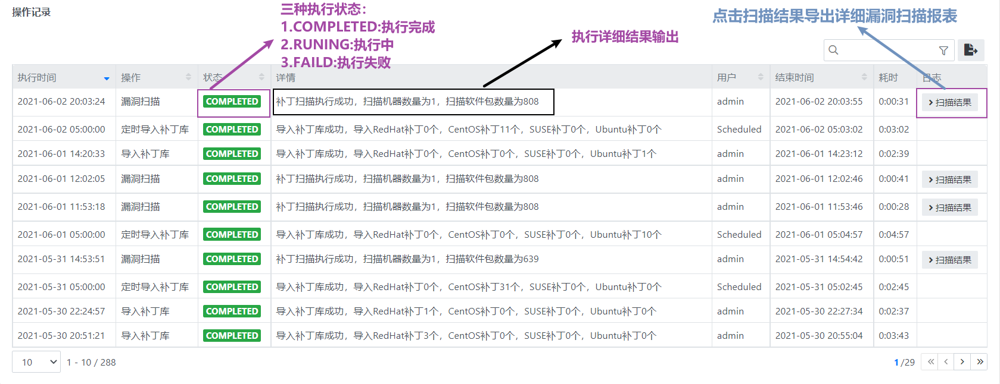 操作记录
三种执行状态：
1.COMPLETED:执行完成
2.RUNING:执行中
3.FAILD:执行失败
执行详细结果输出
点击扫描结果导出详细漏洞扫描报表
执行时间 操作 状态 详情 用户 结束时间 耗时 日志
2021-06-02 20:03:24 漏洞扫描 COMPLETED 补丁扫描执行成功，扫描机器数量为1，扫描软件包数量为808 admin 2021-06-02 20:03:55 0:00:31 扫描结果
2021-06-02 05:00:00 定时导入补丁库 COMPLETED 导入补丁库成功，导入RedHat补丁0个，CentOS补丁11个，SUSE补丁0个，Ubuntu补丁0个 Scheduled 2021-06-02 05:03:02 0:03:02
2021-06-01 14:20:33 导入补丁库 COMPLETED 导入补丁库成功，导入RedHat补丁0个，CentOS补丁0个，SUSE补丁0个，Ubuntu补丁1个 admin 2021-06-01 14:23:12 0:02:39
2021-06-01 12:02:05 漏洞扫描 COMPLETED 补丁扫描执行成功，扫描机器数量为1，扫描软件包数量为808 admin 2021-06-01 12:02:46 0:00:41 扫描结果
2021-06-01 11:53:18 漏洞扫描 COMPLETED 补丁扫描执行成功，扫描机器数量为1，扫描软件包数量为808 admin 2021-06-01 11:53:46 0:00:28 扫描结果
2021-06-01 05:00:00 定时导入补丁库 COMPLETED 导入补丁库成功，导入RedHat补丁0个，CentOS补丁0个，SUSE补丁0个，Ubuntu补丁10个 Scheduled 2021-06-01 05:04:57 0:04:57
2021-05-31 14:53:51 漏洞扫描 COMPLETED 补丁扫描执行成功，扫描机器数量为1，扫描软件包数量为639 admin 2021-05-31 14:54:42 0:00:51 扫描结果
2021-05-31 05:00:00 定时导入补丁库 COMPLETED 导入补丁库成功，导入RedHat补丁0个，CentOS补丁31个，SUSE补丁0个，Ubuntu补丁0个 Scheduled 2021-05-31 05:02:45 0:02:45
2021-05-30 22:24:57 导入补丁库 COMPLETED 导入补丁库成功，导入RedHat补丁1个，CentOS补丁0个，SUSE补丁0个，Ubuntu补丁0个 admin 2021-05-30 22:27:34 0:02:37
2021-05-30 20:51:21 导入补丁库 COMPLETED 导入补丁库成功，导入RedHat补丁3个，CentOS补丁0个，SUSE补丁0个，Ubuntu补丁0个 admin 2021-05-30 20:55:04 0:03:43
10 1 - 10 / 288 1 /29